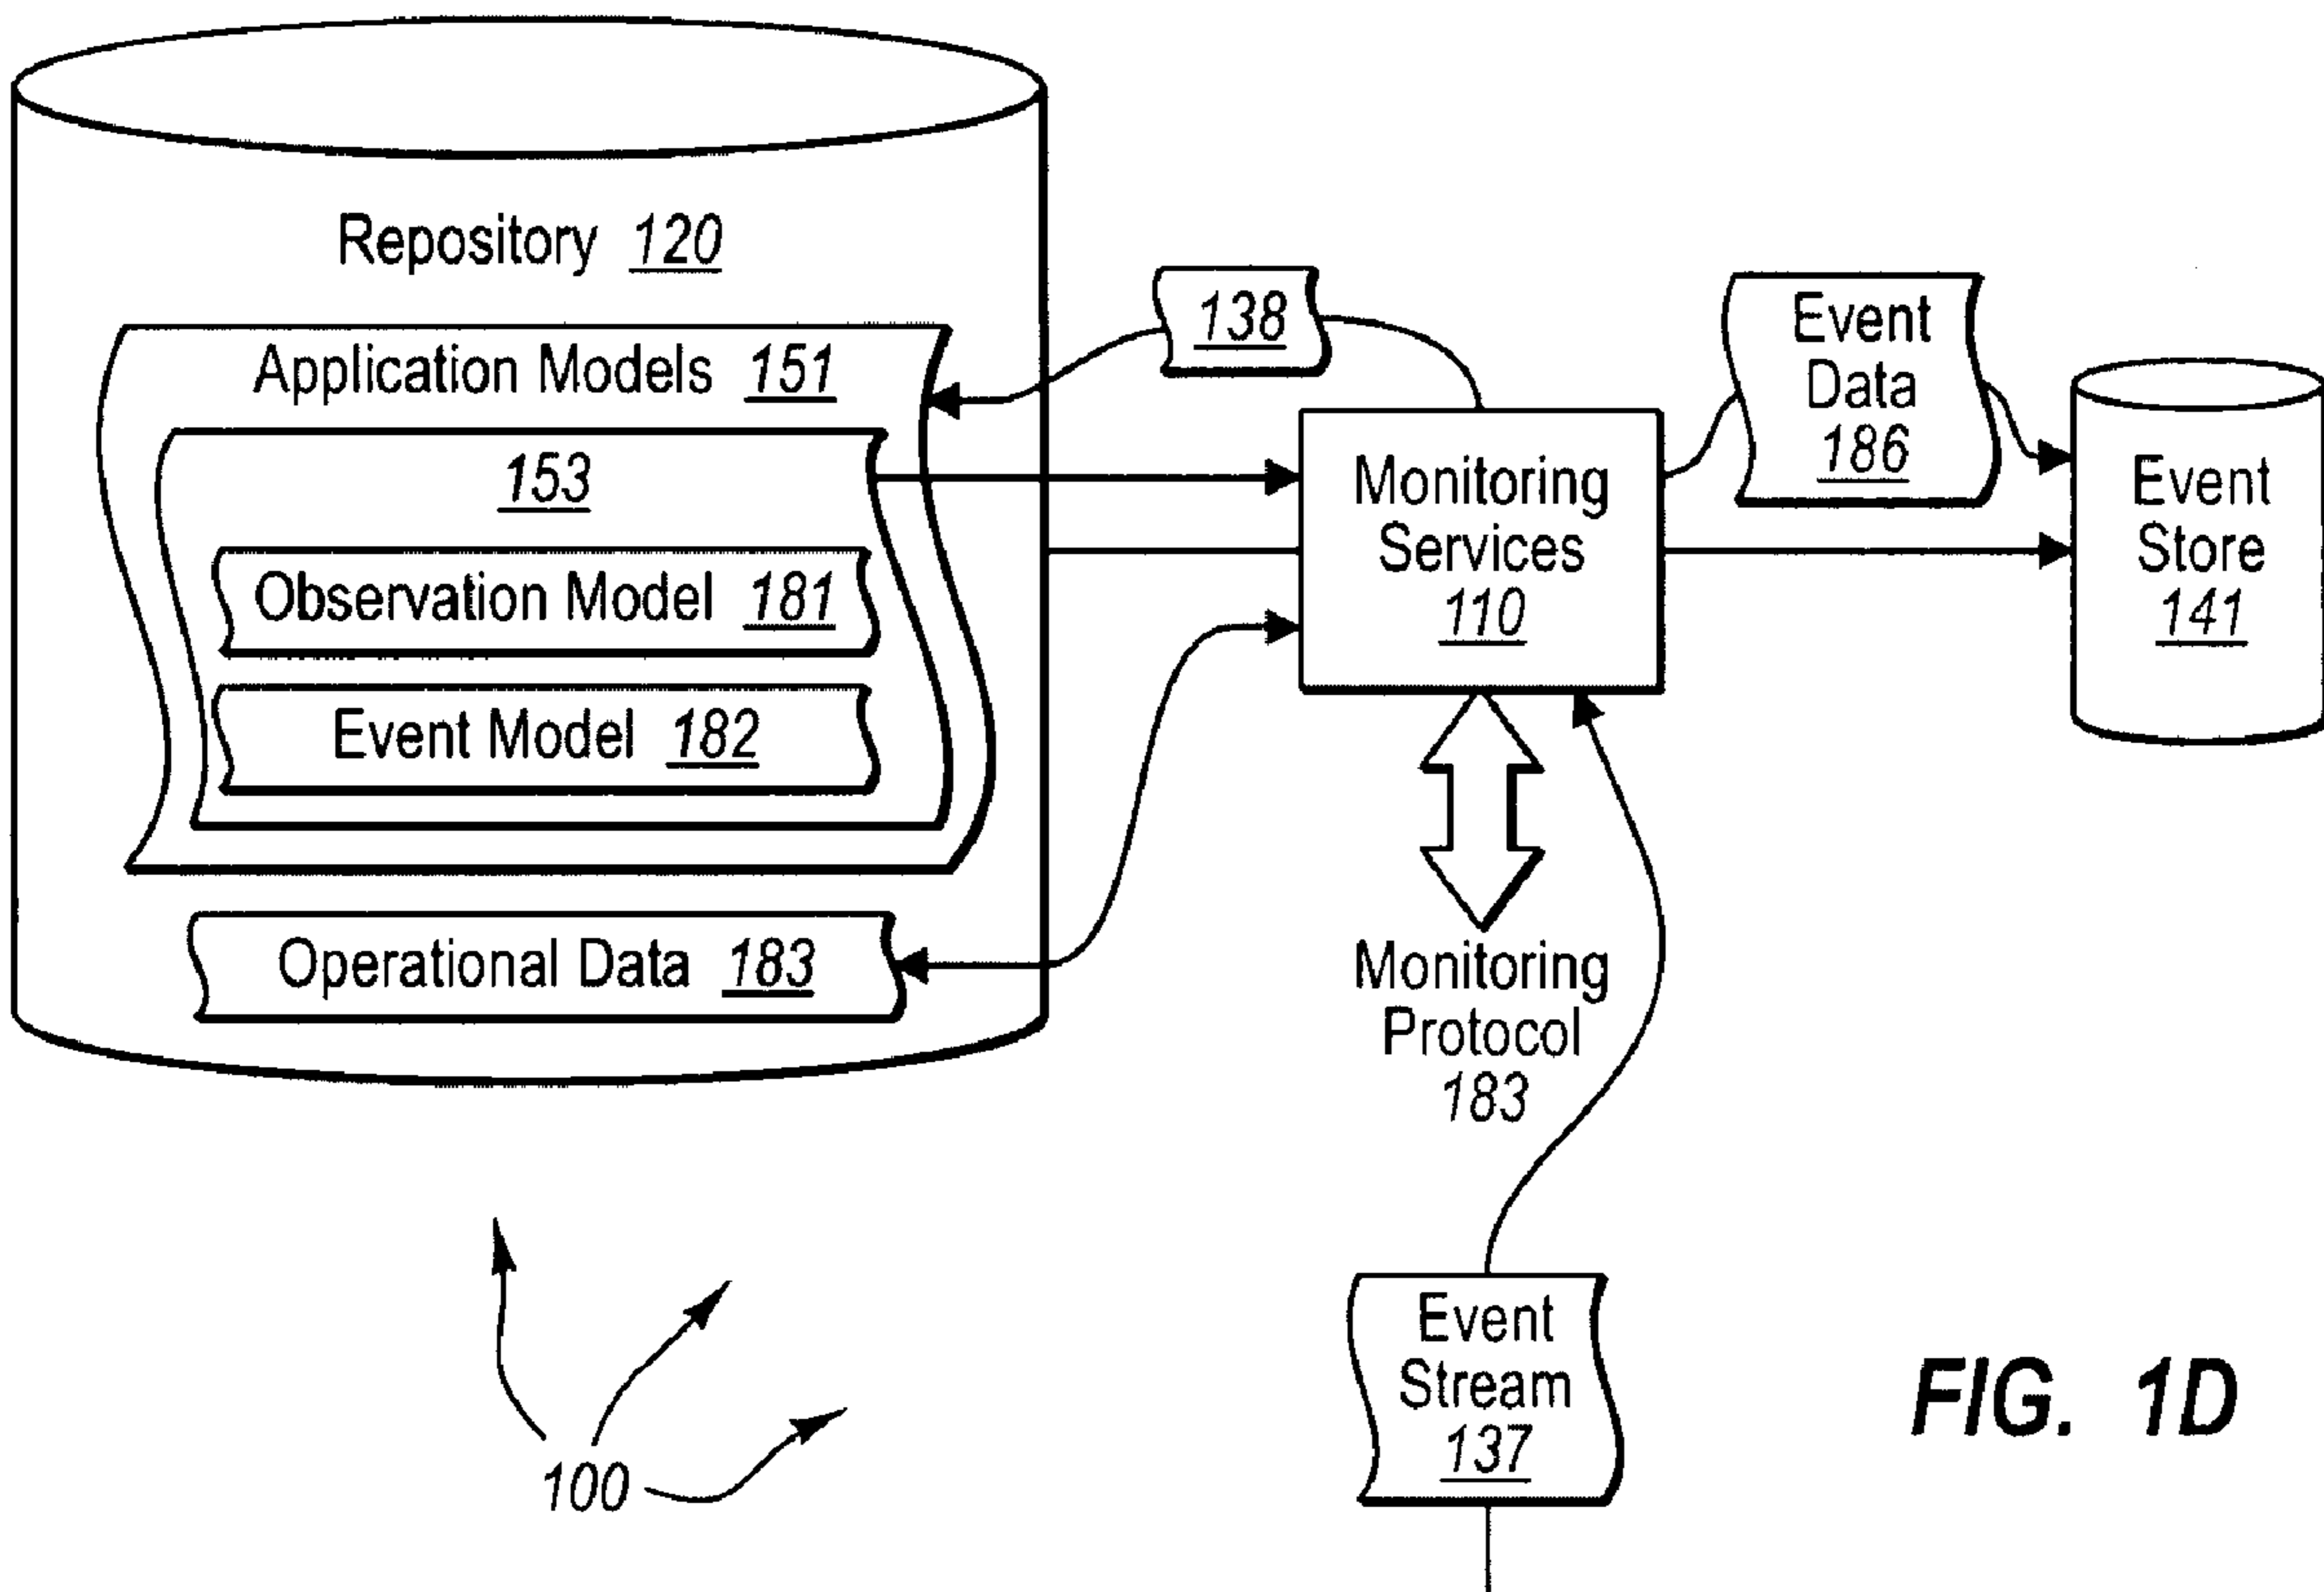 Repository 120
Application Models 151
153
Observation Model 181
Event Model 182
Operational Data 183
138
Monitoring
Services
110
Event
Data
186
Event
Store
141
Monitoring
Protocol
183
Event
Stream
137
100
FIG. 1D